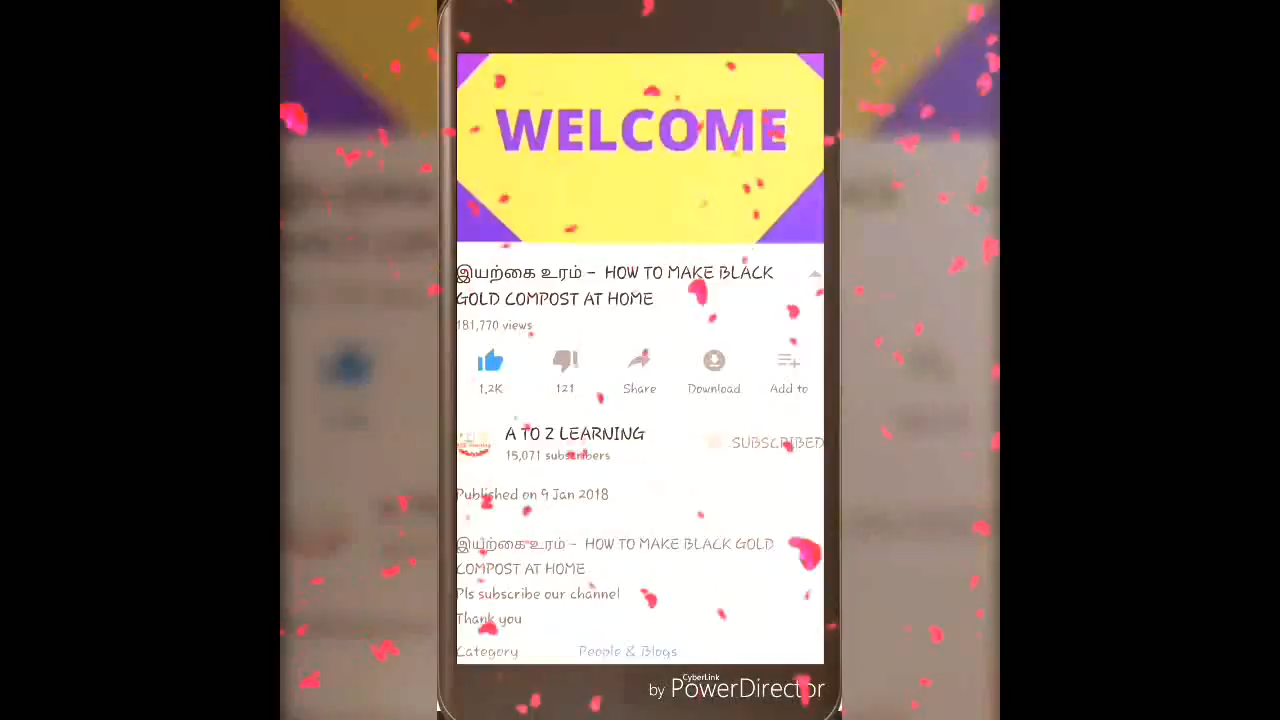 WELCOME
இயற்கை உரம் - HOW TO MAKE BLACK
GOLD COMPOST AT HOME
181,770 views
1.2K
121
Share
Download
Add to
A TO Z LEARNING
SUBSCRIBED
15,071 subscribers
Published on 9 Jan 2018
இயற்கை உரம் - HOW TO MAKE BLACK GOLD
COMPOST AT HOME
Pls subscribe our channel
Thank you
Category People & Blogs
CyberLink
by PowerDirector